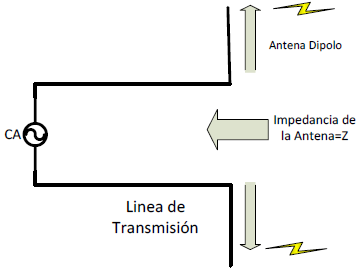 Antena Dipolo
CA
Impedancia de
la Antena=Z
Linea de
Transmisión